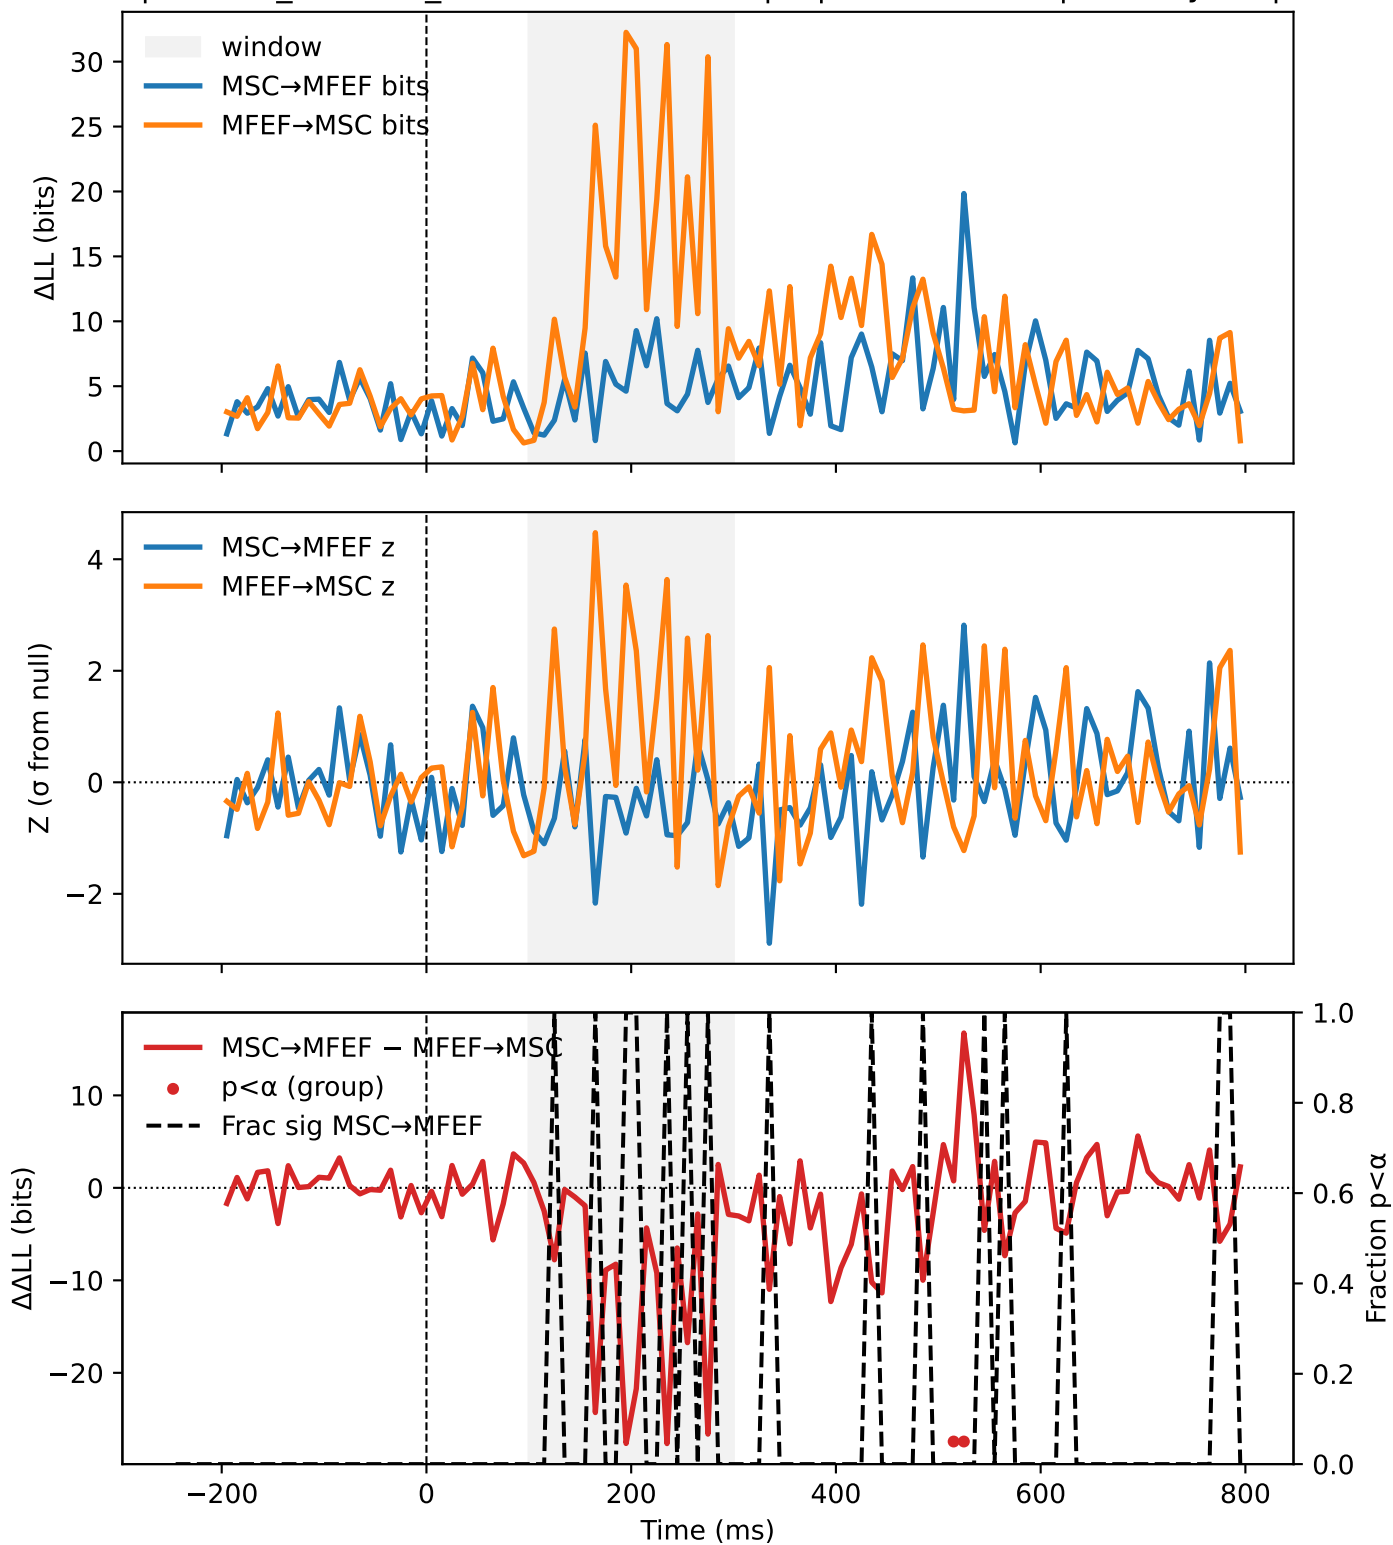 window
MSC→MFEF bits
MFEF→MSC bits
ΔLL (bits)
30
25
20
15
10
5
0
MSC→MFEF z
MFEF→MSC z
Z (σ from null)
4
2
0
−2
MSC→MFEF − MFEF→MSC
p<α (group)
Frac sig MSC→MFEF
ΔΔLL (bits)
10
0
−10
−20
1.0
0.8
0.6
0.4
0.2
0.0
Fraction p<α
−200 0 200 400 600 800
Time (ms)